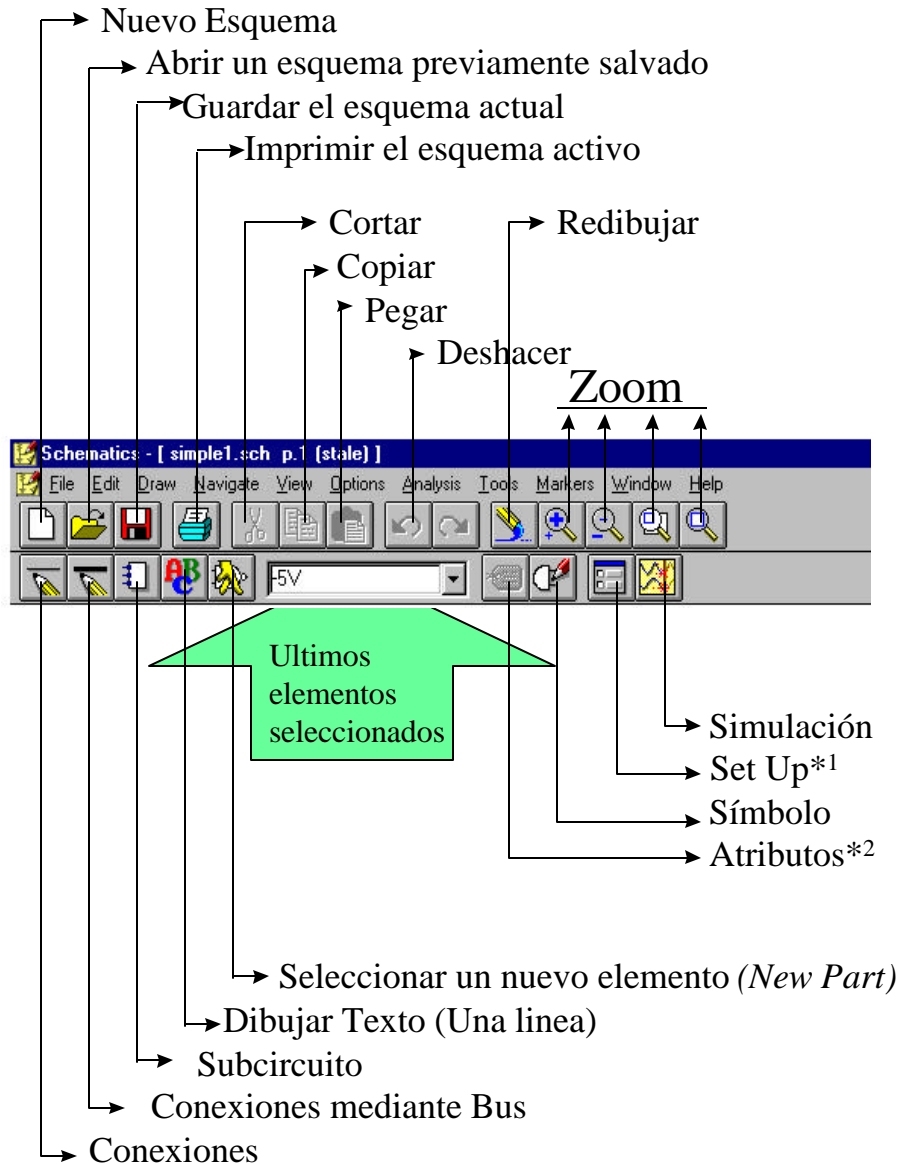 Nuevo Esquema
Abrir un esquema previamente salvado
Guardar el esquema actual
Imprimir el esquema activo
Cortar
Redibujar
Copiar
Pegar
Deshacer
Zoom
Schematics - [ simple1.sch p.1 (stale) ]
File Edit Draw Navigate View Options Analysis Tools Markers Window Help
ABC
+5V
Ultimos
elementos
seleccionados
Simulación
Set Up*1
Símbolo
Atributos*2
Seleccionar un nuevo elemento (New Part)
Dibujar Texto (Una linea)
Subcircuito
Conexiones mediante Bus
Conexiones